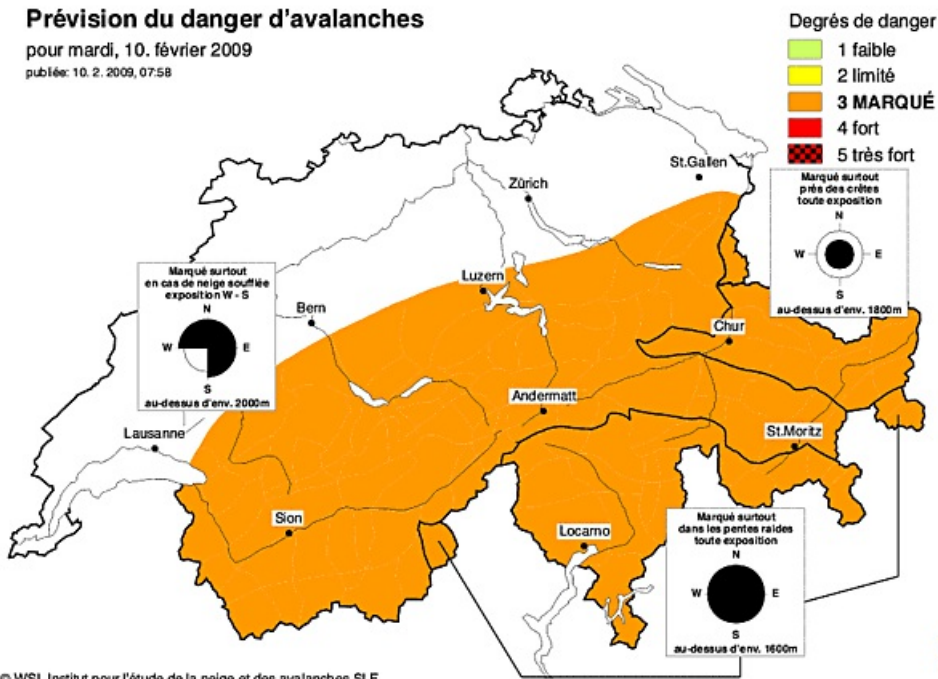 Prévision du danger d'avalanches
pour mardi, 10. février 2009
publiée: 10. 2. 2009, 07:58
Degrés de danger
1 faible
2 limité
3 MARQUÉ
4 fort
5 très fort
Marqué surtout
prés des crêtes
toute exposition
N
W
E
S
au-dessus d'env. 1800m
St.Gallen
Zürich
Luzern
Marqué surtout
en cas de neige soufflée
exposition W - S
N
W
E
S
au-dessus d'env. 2000m
Bern
Chur
Andermatt
Lausanne
St.Moritz
Sion
Locarno
Marqué surtout
dans les pentes raides
toute exposition
N
W
E
S
au-dessus d'env. 1600m
© WSL Institut pour l'étude de la neige et des avalanches SLF